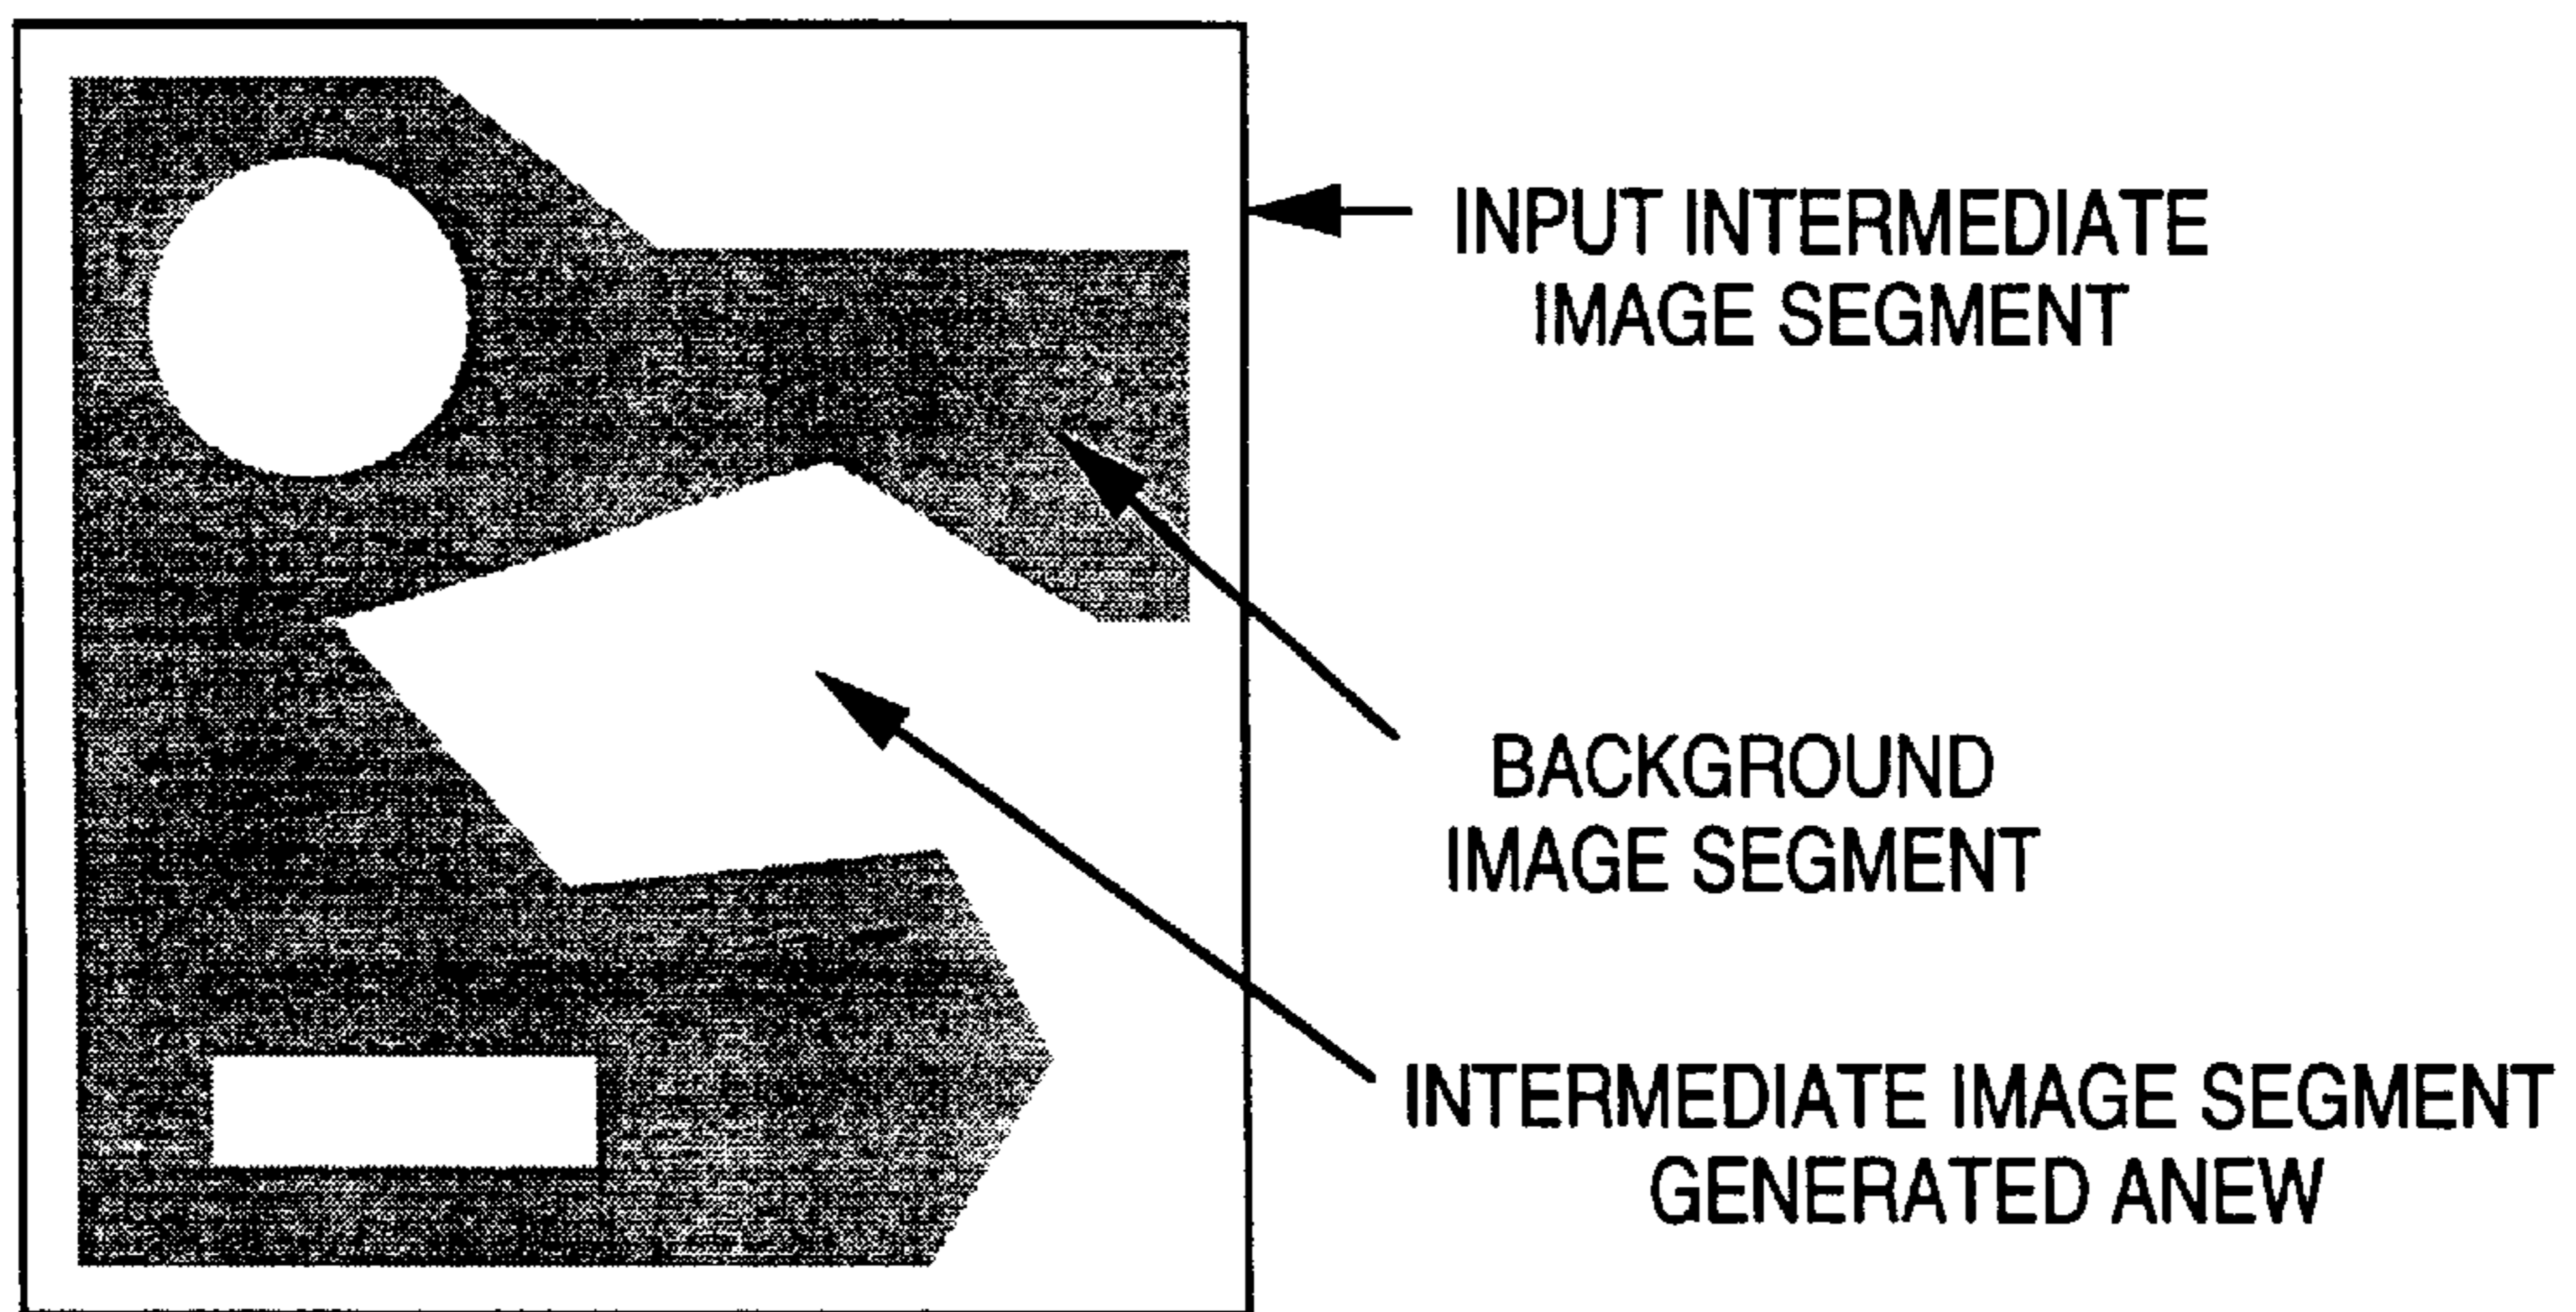 INPUT INTERMEDIATE
IMAGE SEGMENT
BACKGROUND
IMAGE SEGMENT
INTERMEDIATE IMAGE SEGMENT
GENERATED ANEW